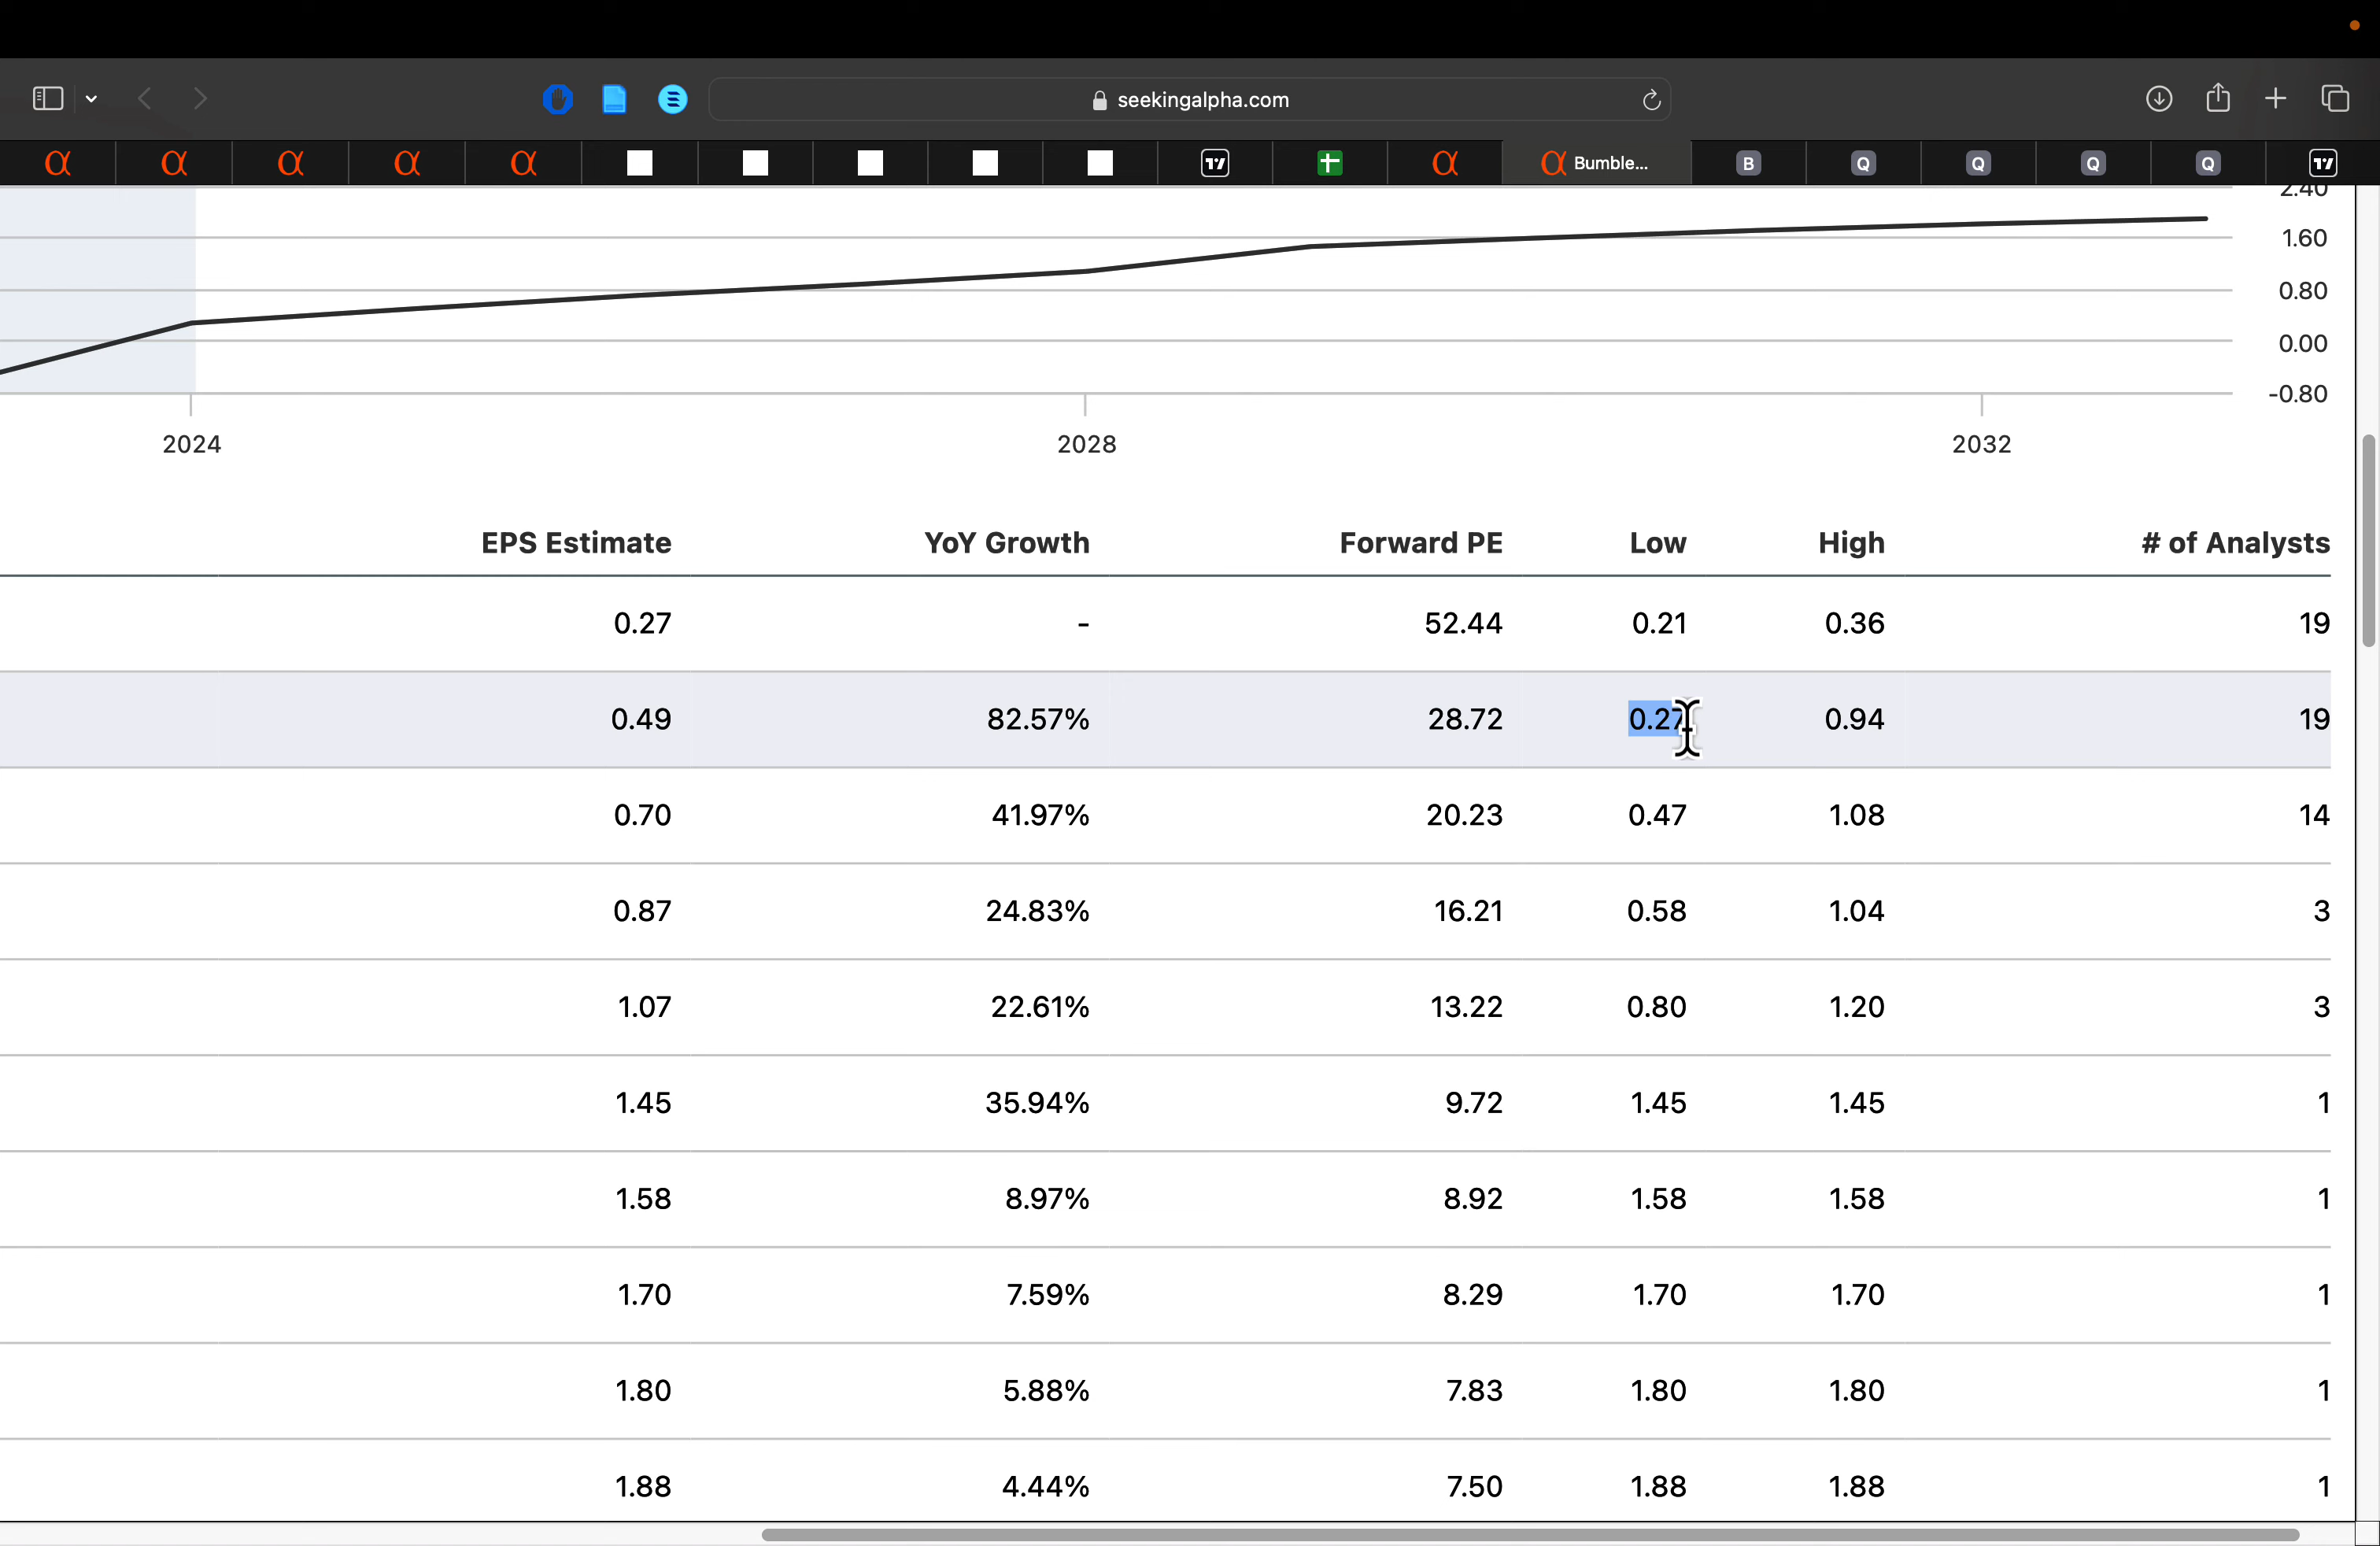 seekingalpha.com
α α α α α Bumble... B Q Q Q Q
2.40
1.60
0.80
0.00
-0.80
2024 2028 2032
EPS Estimate YoY Growth Forward PE Low High # of Analysts
0.27 - 52.44 0.21 0.36 19
0.49 82.57% 28.72 0.27 0.94 19
0.70 41.97% 20.23 0.47 1.08 14
0.87 24.83% 16.21 0.58 1.04 3
1.07 22.61% 13.22 0.80 1.20 3
1.45 35.94% 9.72 1.45 1.45 1
1.58 8.97% 8.92 1.58 1.58 1
1.70 7.59% 8.29 1.70 1.70 1
1.80 5.88% 7.83 1.80 1.80 1
1.88 4.44% 7.50 1.88 1.88 1